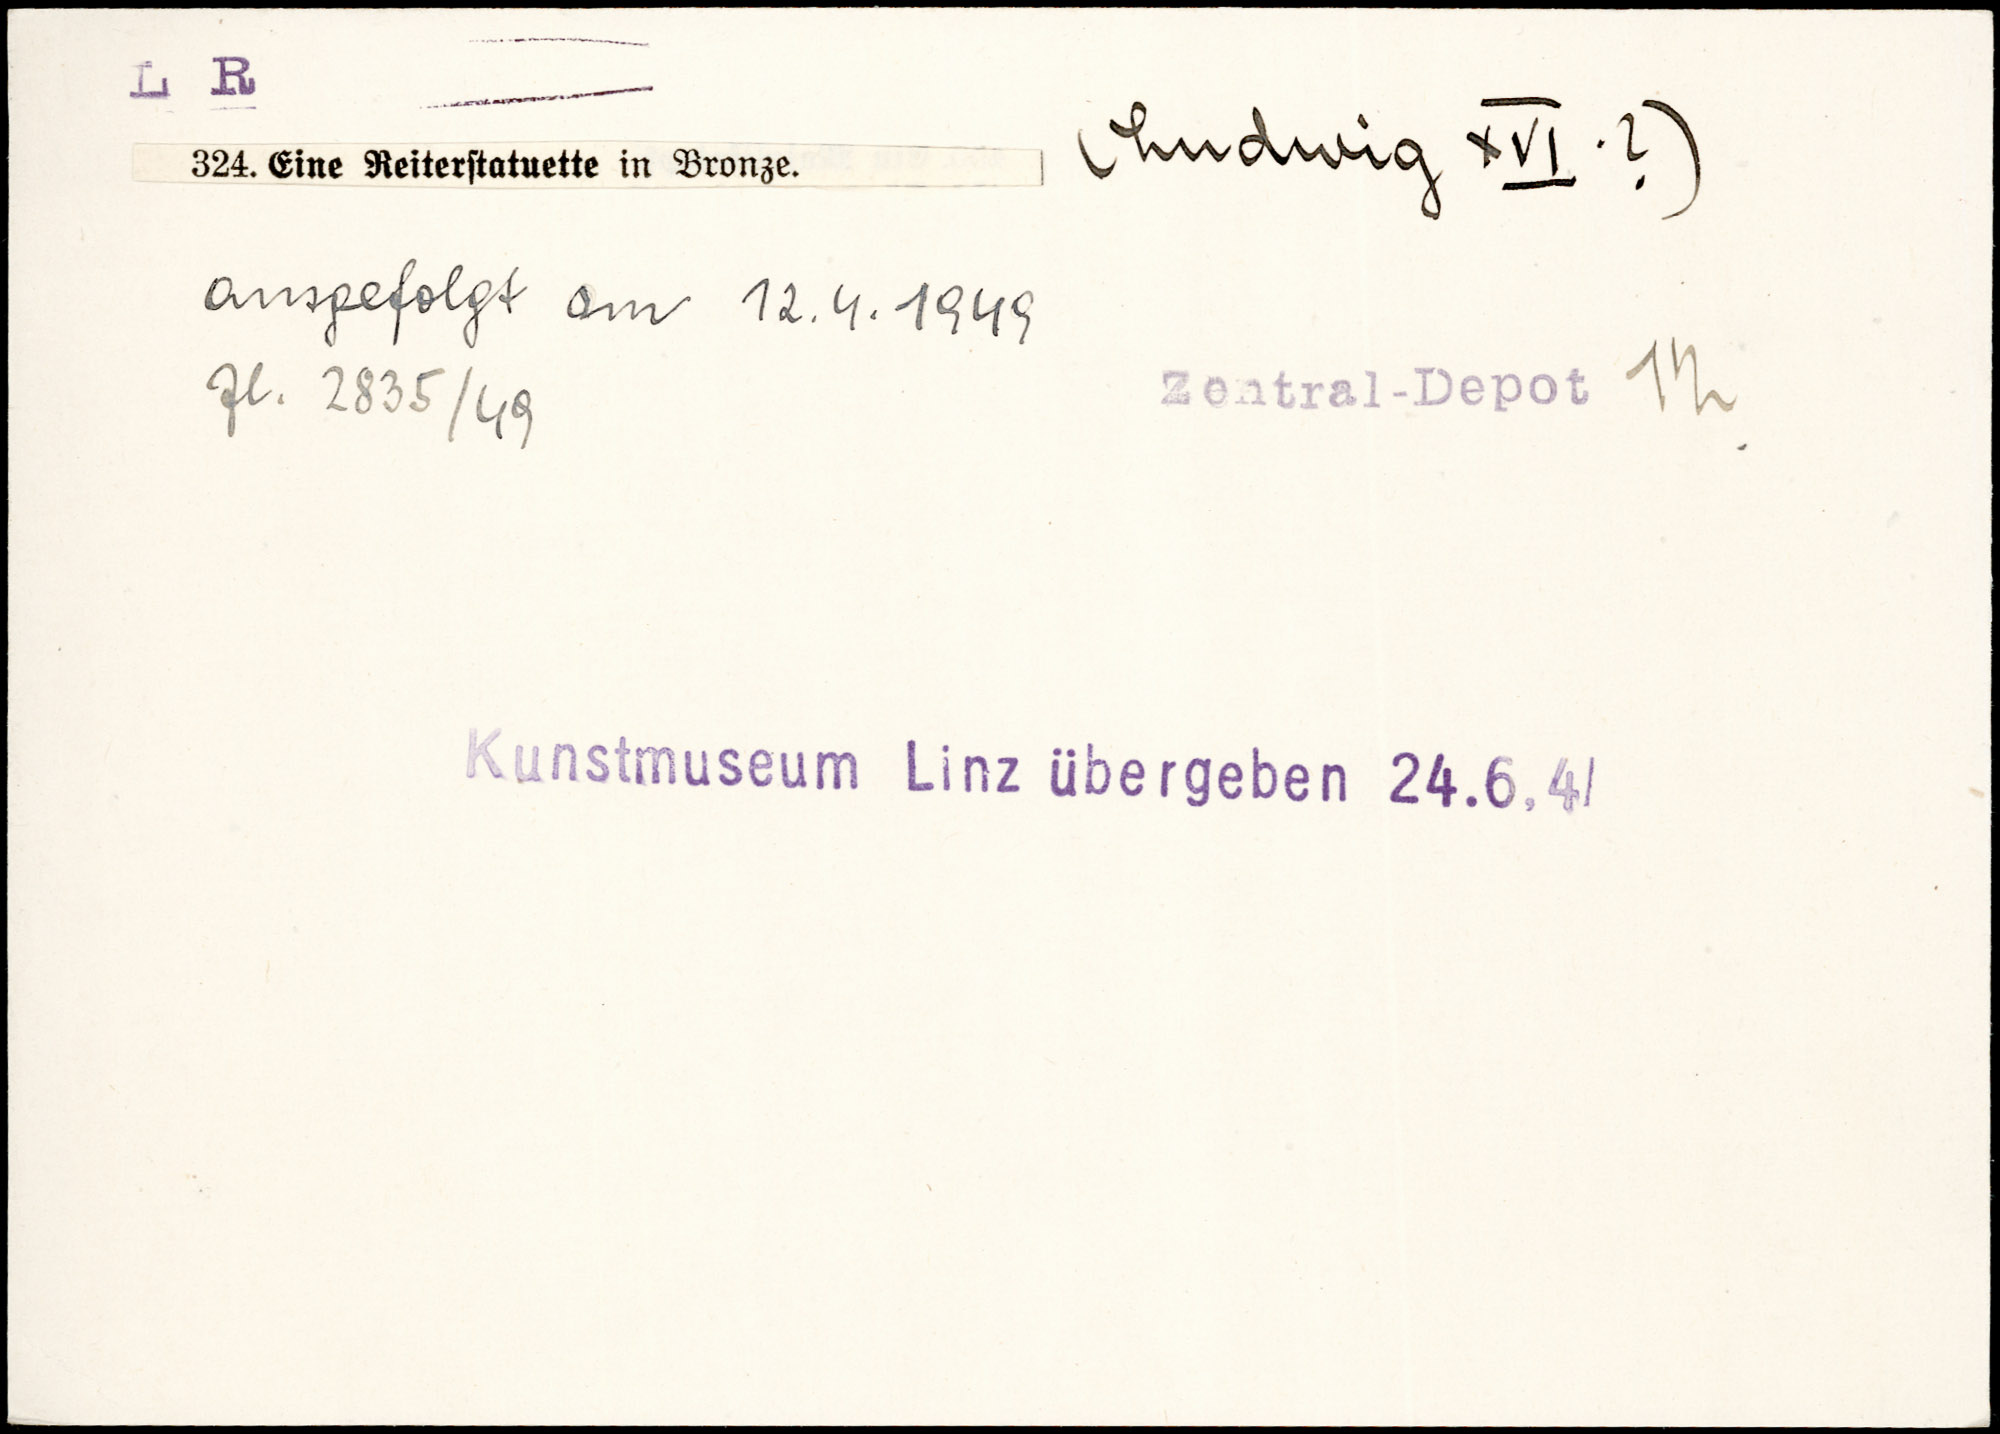 L R
324. Eine Reiterstatuette in Bronze. (Ludwig XVI.?)
ausgefolgt am 12.4.1949
Zl. 2835/49
Zentral-Depot
Kunstmuseum Linz übergeben 24.6.41